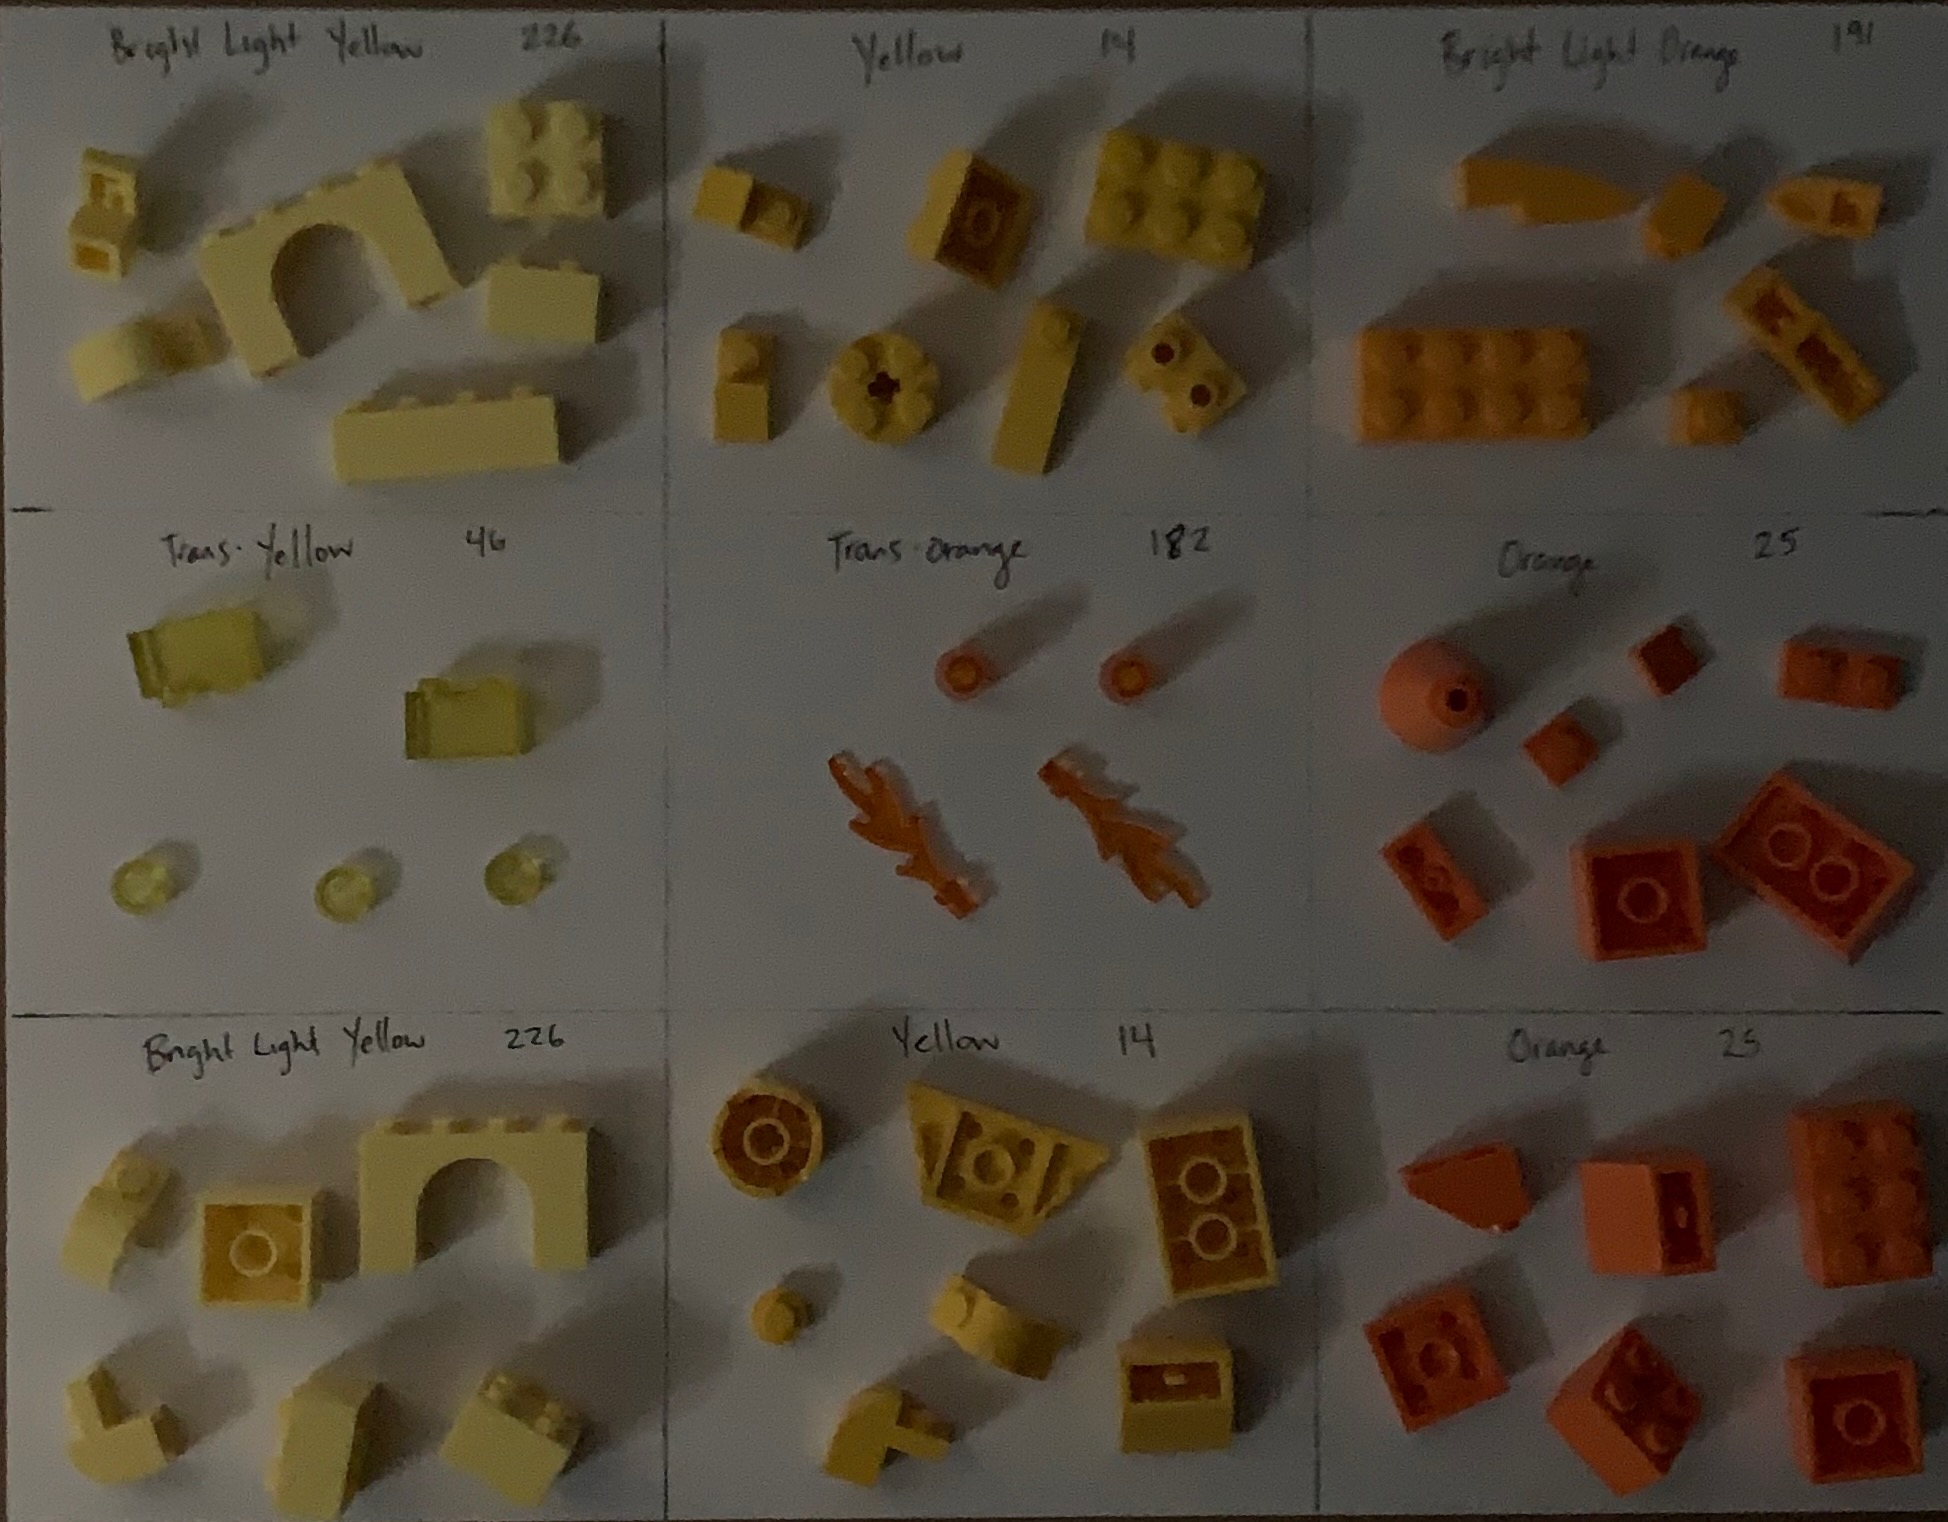 Bright Light Yellow 226
Yellow 14
Bright Light Orange 191
Trans. Yellow 46
Trans. Orange 182
Orange 25
Bright Light Yellow 226
Yellow 14
Orange 25